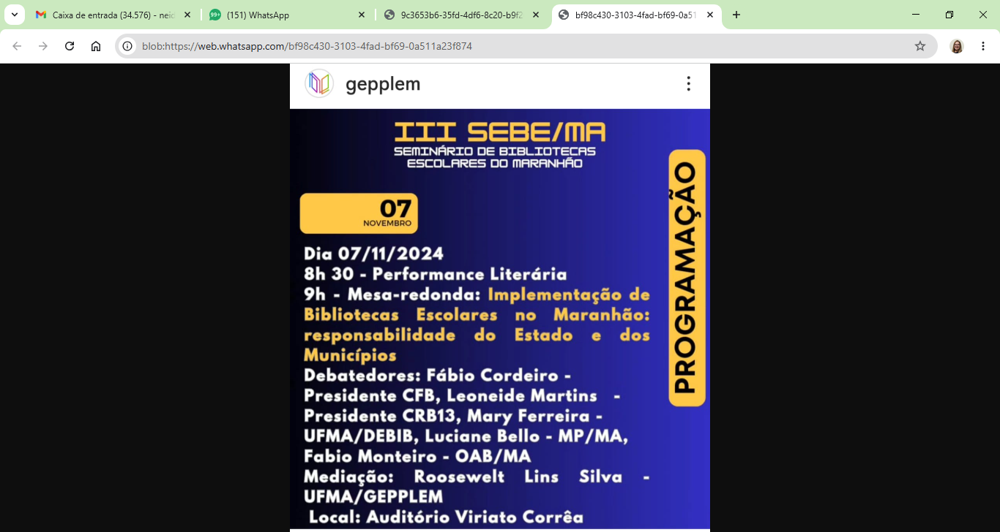 Caixa de entrada (34.576) - neid
99+
(151) WhatsApp
9c3653b6-35fd-4df6-8c20-b9f2
bf98c430-3103-4fad-bf69-0a51
blob:https://web.whatsapp.com/bf98c430-3103-4fad-bf69-0a511a23f874
gepplem
III SEBE/MA
SEMINÁRIO DE BIBLIOTECAS
ESCOLARES DO MARANHÃO
PROGRAMAÇÃO
07
NOVEMBRO
Dia 07/11/2024
8h 30 - Performance Literária
9h - Mesa-redonda: Implementação de
Bibliotecas Escolares no Maranhão:
responsabilidade do Estado e dos
Municípios
Debatedores: Fábio Cordeiro -
Presidente CFB, Leoneide Martins -
Presidente CRB13, Mary Ferreira -
UFMA/DEBIB, Luciane Bello - MP/MA,
Fabio Monteiro - OAB/MA
Mediação: Roosewelt Lins Silva -
UFMA/GEPPLEM
Local: Auditório Viriato Corrêa